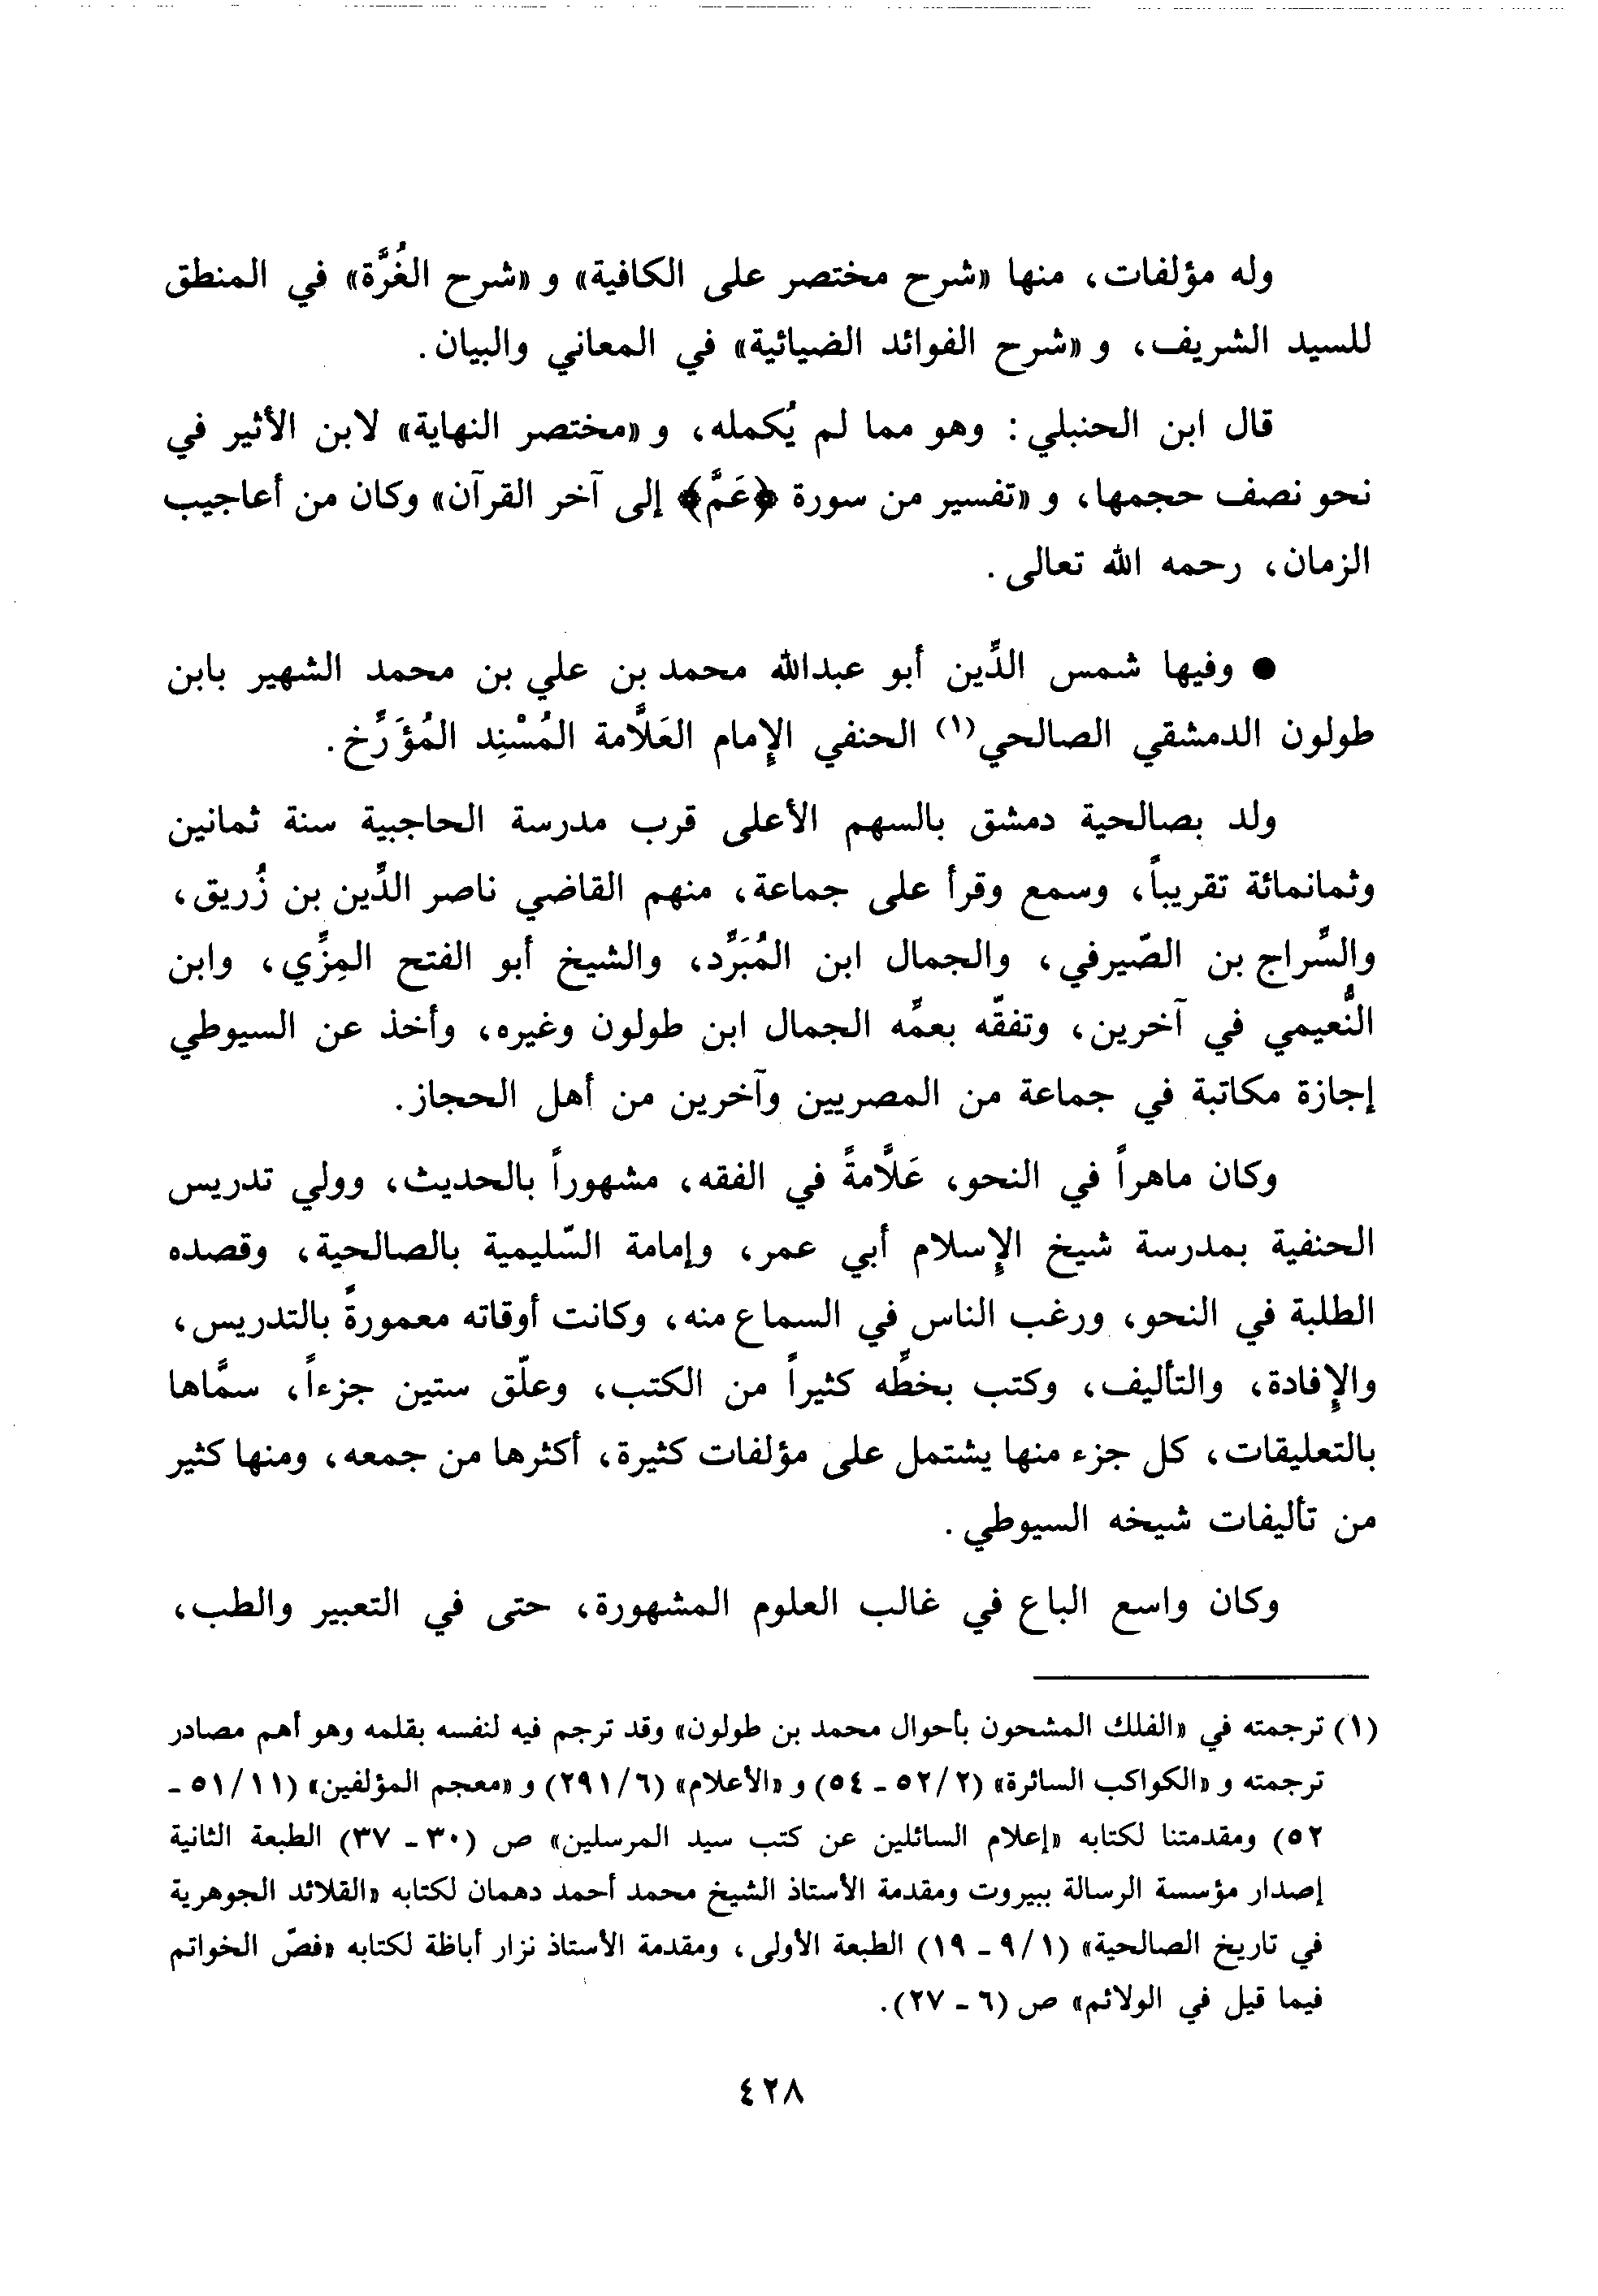 وله مؤلفات، منها «شرح مختصر على الكافية» و «شرح الغُرَّة» في المنطق
للسيد الشريف، و «شرح الفوائد الضيائية» في المعاني والبيان.
قال ابن الحنبلي: وهو مما لم يُكمله، و «مختصر النهاية» لابن الأثير في
نحو نصف حجمها، و «تفسير من سورة ﴿عَمَّ﴾ إلى آخر القرآن» وكان من أعاجيب
الزمان، رحمه الله تعالى.
● وفيها شمس الدِّين أبو عبدالله محمد بن علي بن محمد الشهير بابن
طولون الدمشقي الصالحي (١) الحنفي الإمام العَلَّامة المُسْنِد المُؤَرِّخ.
ولد بصالحية دمشق بالسهم الأعلى قرب مدرسة الحاجبية سنة ثمانين
وثمانمائة تقريباً، وسمع وقرأ على جماعة، منهم القاضي ناصر الدِّين بن زُريق،
والسِّراج بن الصّيرفي، والجمال ابن المُبَرِّد، والشيخ أبو الفتح المِزِّي، وابن
النُّعيمي في آخرين، وتفقّه بعمِّه الجمال ابن طولون وغيره، وأخذ عن السيوطي
إجازة مكاتبة في جماعة من المصريين وآخرين من أهل الحجاز.
وكان ماهراً في النحو، عَلَّامةً في الفقه، مشهوراً بالحديث، وولي تدريس
الحنفية بمدرسة شيخ الإسلام أبي عمر، وإمامة السّليمية بالصالحية، وقصده
الطلبة في النحو، ورغب الناس في السماع منه، وكانت أوقاته معمورةً بالتدريس،
والإفادة، والتأليف، وكتب بخطِّه كثيراً من الكتب، وعلّق ستين جزءاً، سمَّاها
بالتعليقات، كل جزء منها يشتمل على مؤلفات كثيرة، أكثرها من جمعه، ومنها كثير
من تأليفات شيخه السيوطي.
وكان واسع الباع في غالب العلوم المشهورة، حتى في التعبير والطب،
(١) ترجمته في «الفلك المشحون بأحوال محمد بن طولون» وقد ترجم فيه لنفسه بقلمه وهو أهم مصادر
ترجمته و «الكواكب السائرة» (٥٢/٢ - ٥٤) و «الأعلام» (٢٩١/٦) و «معجم المؤلفين» (٥١/١١ -
٥٢) ومقدمتنا لكتابه «إعلام السائلين عن كتب سيد المرسلين» ص (٣٠ - ٣٧) الطبعة الثانية
إصدار مؤسسة الرسالة ببيروت ومقدمة الأستاذ الشيخ محمد أحمد دهمان لكتابه «القلائد الجوهرية
في تاريخ الصالحية» (٩/١ - ١٩) الطبعة الأولى، ومقدمة الأستاذ نزار أباظة لكتابه «فصّ الخواتم
فيما قيل في الولائم» ص (٦ - ٢٧).
٤٢٨